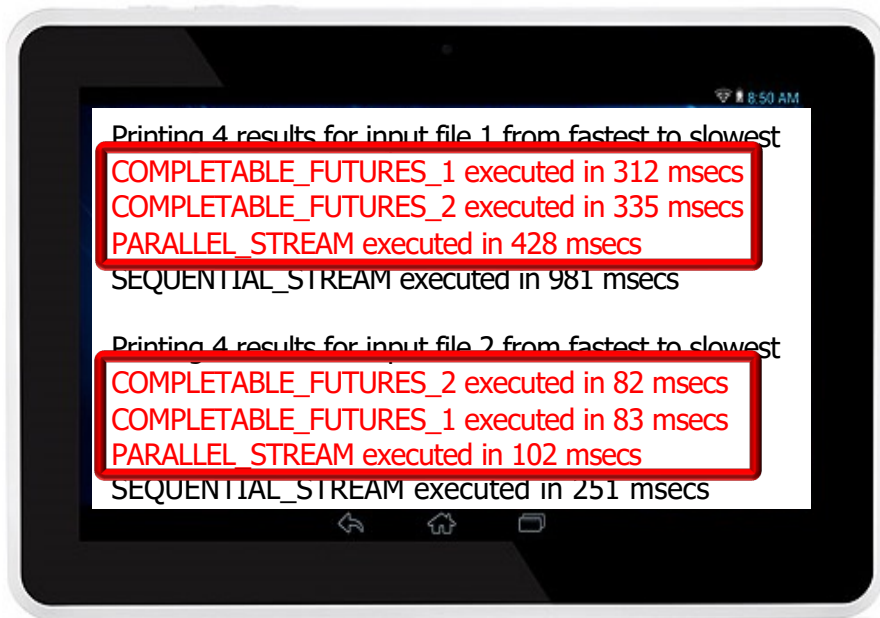 8:50 AM
Printing 4 results for input file 1 from fastest to slowest
COMPLETABLE_FUTURES_1 executed in 312 msecs
COMPLETABLE_FUTURES_2 executed in 335 msecs
PARALLEL_STREAM executed in 428 msecs
SEQUENTIAL_STREAM executed in 981 msecs
Printing 4 results for input file 2 from fastest to slowest
COMPLETABLE_FUTURES_2 executed in 82 msecs
COMPLETABLE_FUTURES_1 executed in 83 msecs
PARALLEL_STREAM executed in 102 msecs
SEQUENTIAL_STREAM executed in 251 msecs